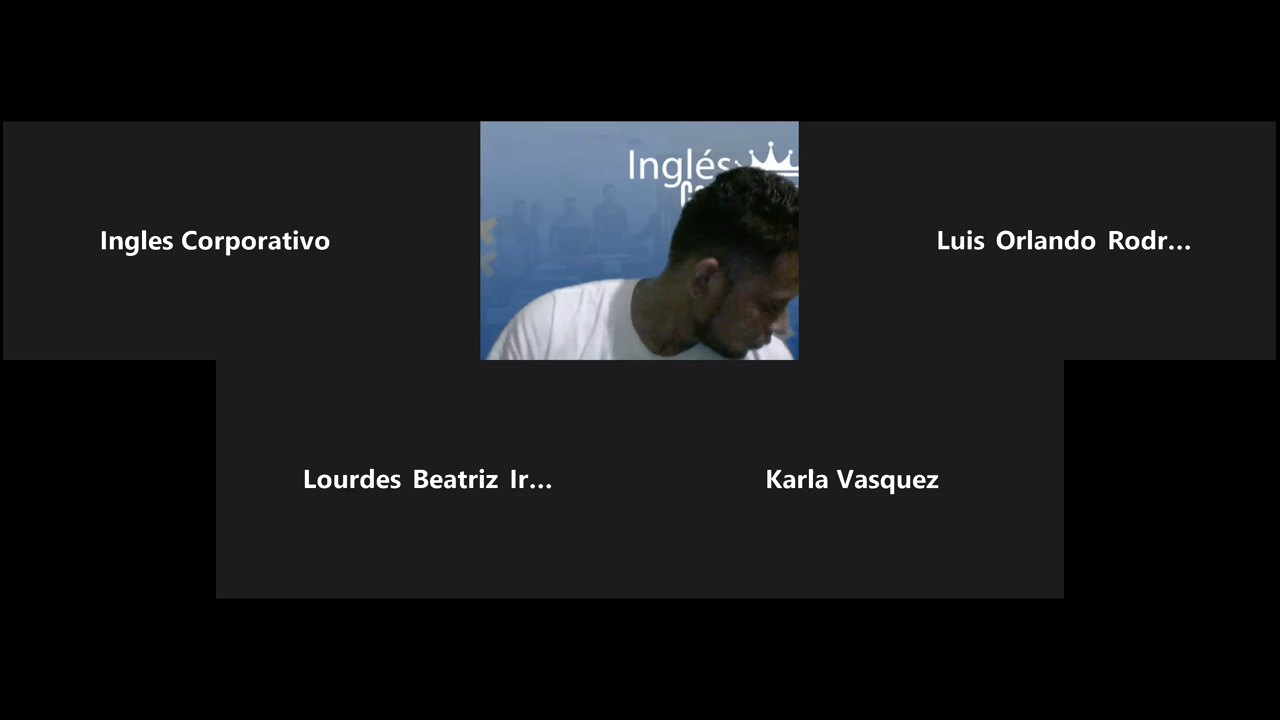 Inglés
Ingles Corporativo
Luis Orlando Rodr...
Lourdes Beatriz Ir...
Karla Vasquez